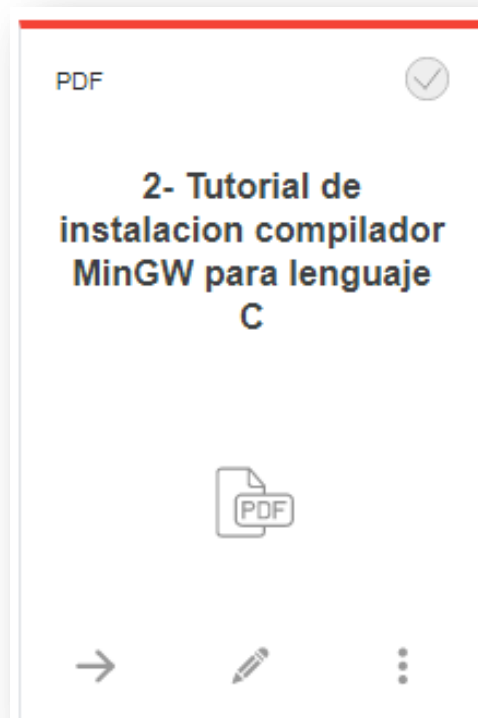 PDF
2- Tutorial de
instalacion compilador
MinGW para lenguaje
C
PDF